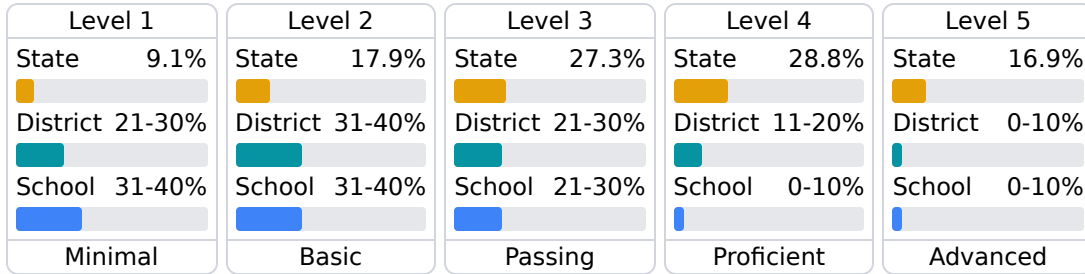 Level 1
State 9.1%
District 21-30%
School 31-40%
Minimal
Level 2
State 17.9%
District 31-40%
School 31-40%
Basic
Level 3
State 27.3%
District 21-30%
School 21-30%
Passing
Level 4
State 28.8%
District 11-20%
School 0-10%
Proficient
Level 5
State 16.9%
District 0-10%
School 0-10%
Advanced